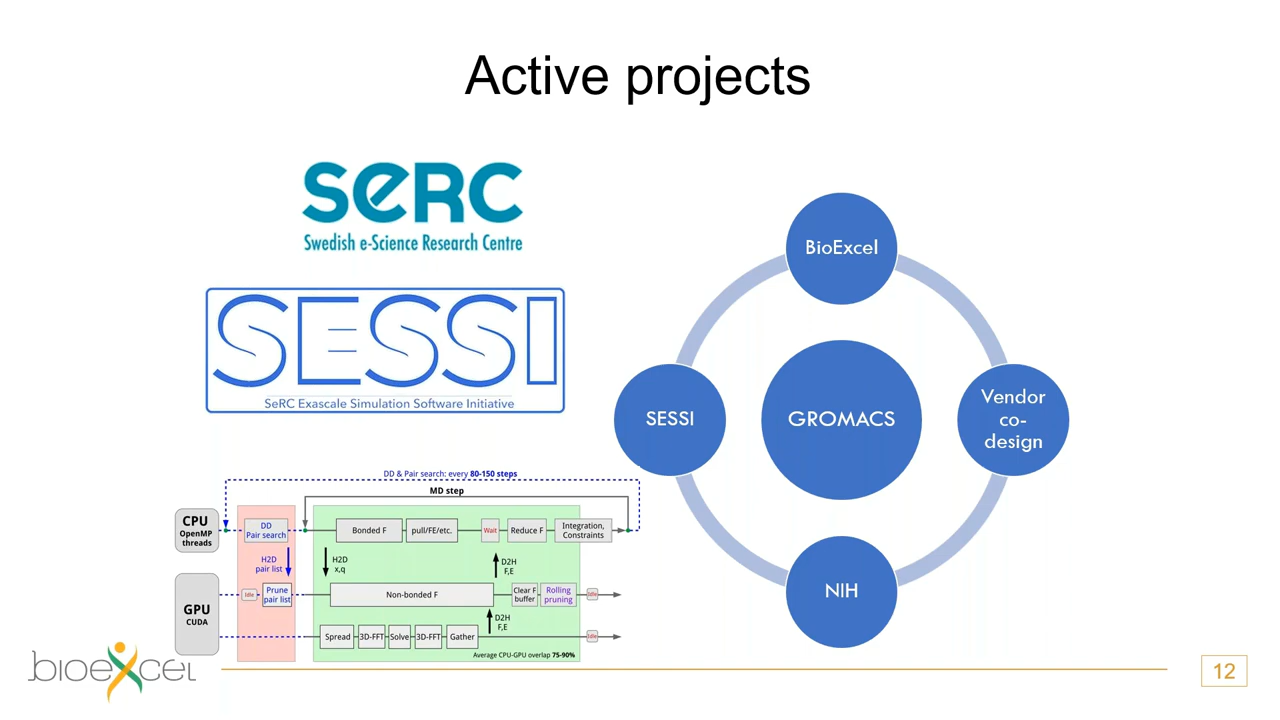 Active projects
SeRC
Swedish e-Science Research Centre
SESSI
SeRC Exascale Simulation Software Initiative
BioExcel
SESSI
GROMACS
Vendor
co-
design
NIH
DD & Pair search: every 80-150 steps
MD step
CPU
OpenMP
threads
DD
Pair search
Bonded F
pull/FE/etc.
Wait
Reduce F
Integration,
Constraints
H2D
pair list
H2D
x,q
D2H
F,E
GPU
CUDA
Idle
Prune
pair list
Non-bonded F
Clear F
buffer
Rolling
pruning
Idle
D2H
F,E
Spread
3D-FFT
Solve
3D-FFT
Gather
Idle
Average CPU-GPU overlap 75-90%
bioexcel
12